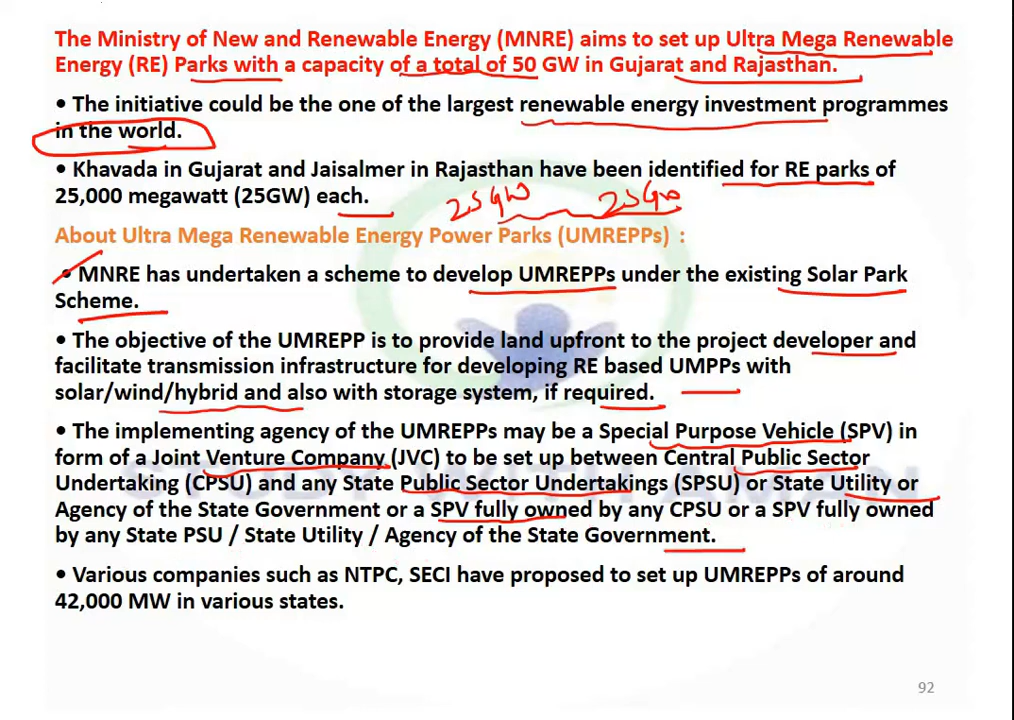 The Ministry of New and Renewable Energy (MNRE) aims to set up Ultra Mega Renewable
Energy (RE) Parks with a capacity of a total of 50 GW in Gujarat and Rajasthan.
• The initiative could be the one of the largest renewable energy investment programmes
in the world.
• Khavada in Gujarat and Jaisalmer in Rajasthan have been identified for RE parks of
25,000 megawatt (25GW) each.
25GW 25GW
About Ultra Mega Renewable Energy Power Parks (UMREPPs) :
• MNRE has undertaken a scheme to develop UMREPPs under the existing Solar Park
Scheme.
• The objective of the UMREPP is to provide land upfront to the project developer and
facilitate transmission infrastructure for developing RE based UMPPs with
solar/wind/hybrid and also with storage system, if required.
• The implementing agency of the UMREPPs may be a Special Purpose Vehicle (SPV) in
form of a Joint Venture Company (JVC) to be set up between Central Public Sector
Undertaking (CPSU) and any State Public Sector Undertakings (SPSU) or State Utility or
Agency of the State Government or a SPV fully owned by any CPSU or a SPV fully owned
by any State PSU / State Utility / Agency of the State Government.
• Various companies such as NTPC, SECI have proposed to set up UMREPPs of around
42,000 MW in various states.
STUDY WITH AMAN
92